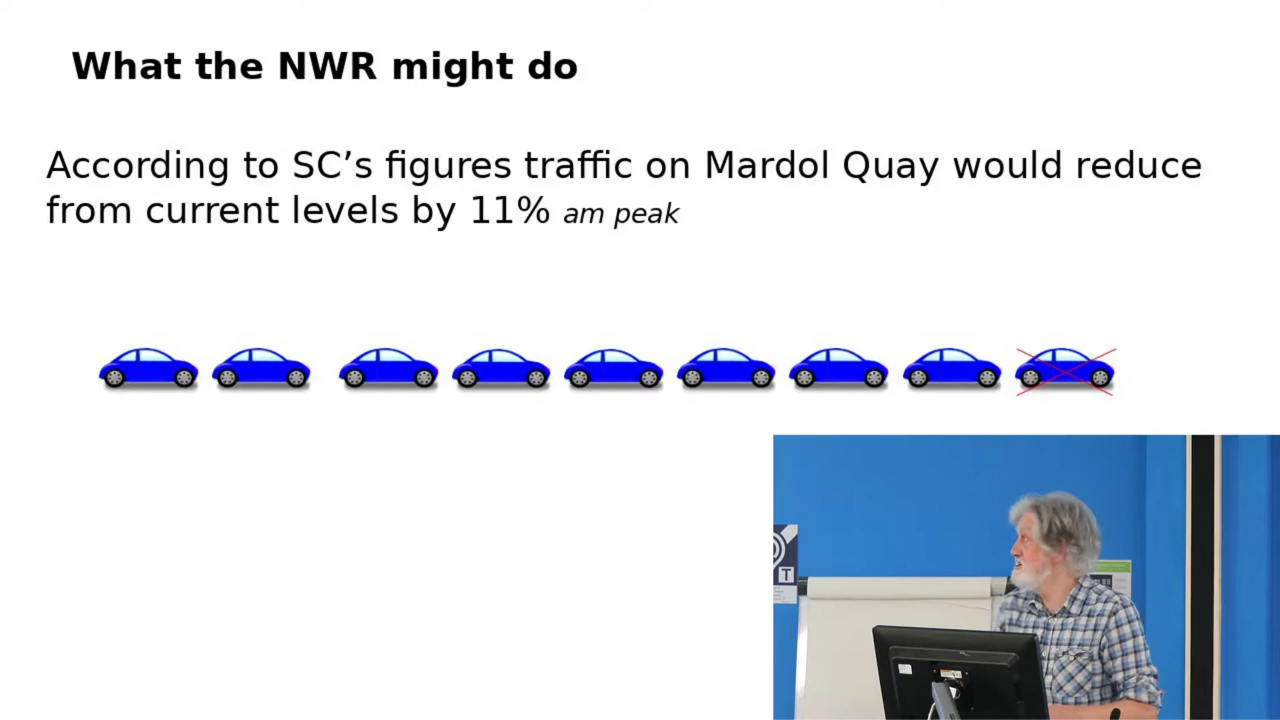 What the NWR might do
According to SC’s figures traffic on Mardol Quay would reduce
from current levels by 11% am peak
T